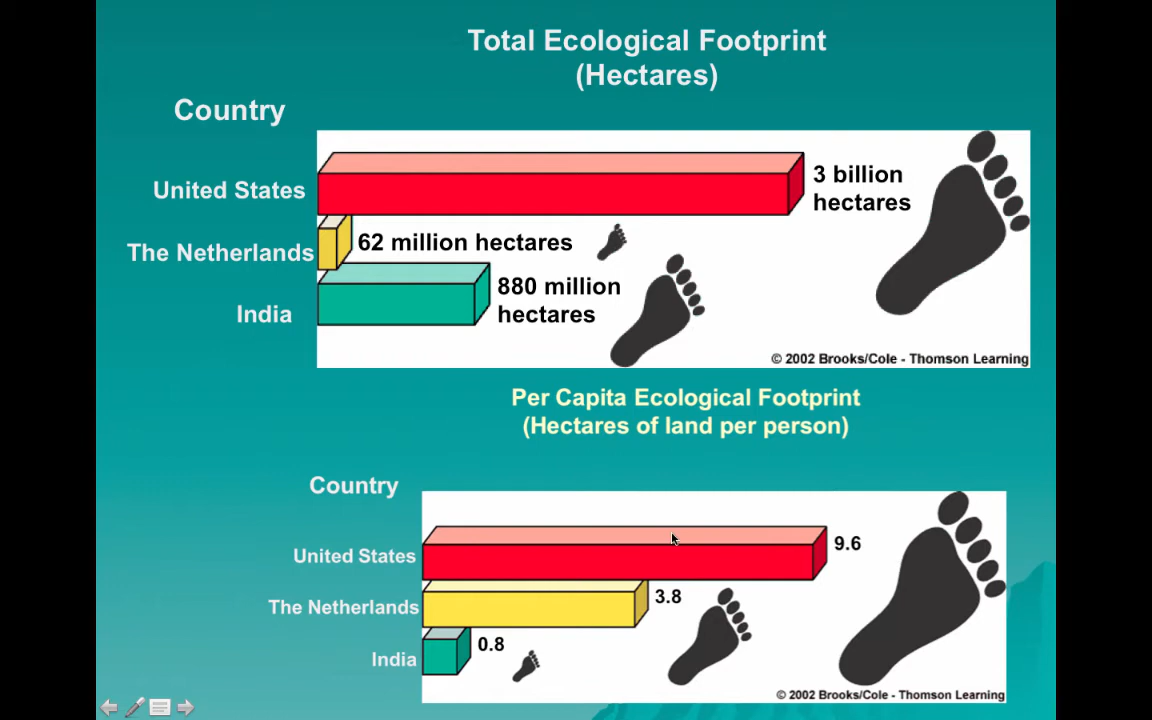 Total Ecological Footprint
(Hectares)
Country
United States
3 billion
hectares
The Netherlands
62 million hectares
India
880 million
hectares
© 2002 Brooks/Cole - Thomson Learning
Per Capita Ecological Footprint
(Hectares of land per person)
Country
United States
9.6
The Netherlands
3.8
India
0.8
© 2002 Brooks/Cole - Thomson Learning